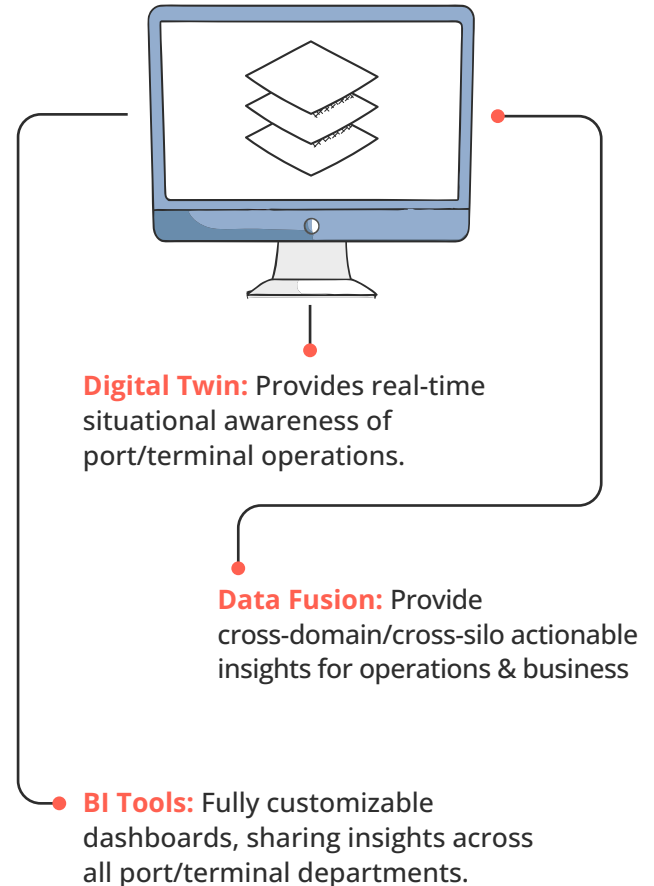 Digital Twin: Provides real-time
situational awareness of
port/terminal operations.
Data Fusion: Provide
cross-domain/cross-silo actionable
insights for operations & business
BI Tools: Fully customizable
dashboards, sharing insights across
all port/terminal departments.